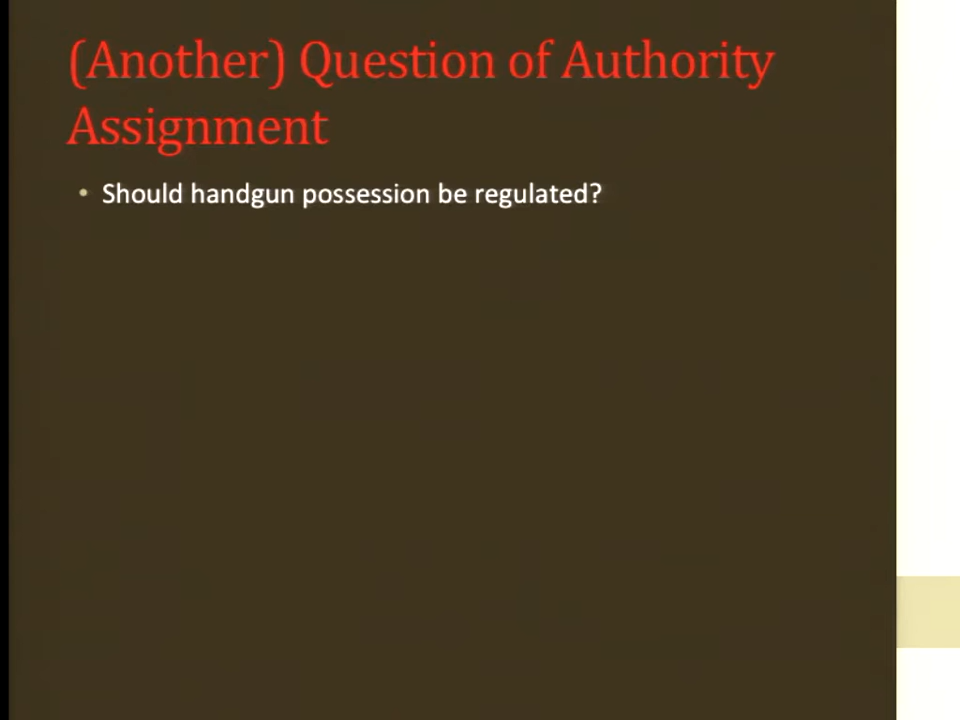 (Another) Question of Authority
Assignment
• Should handgun possession be regulated?